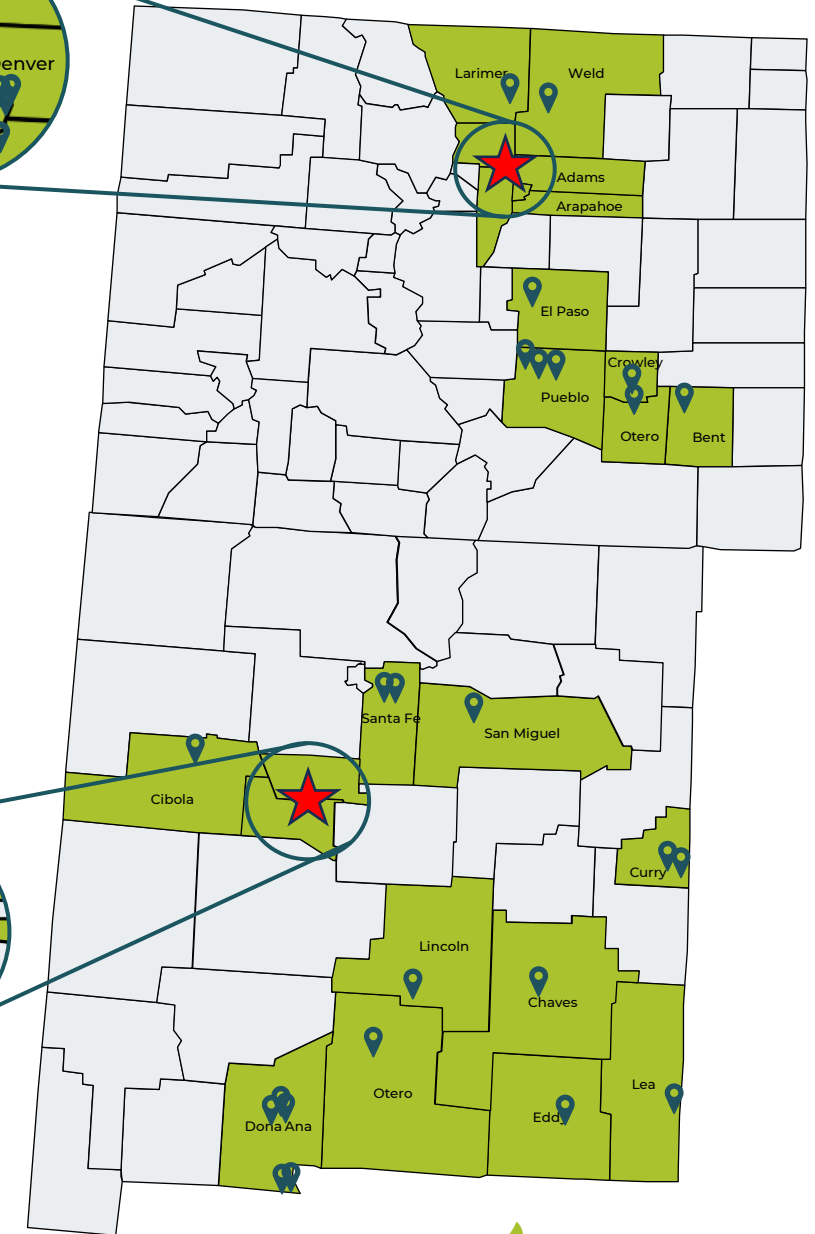 enver
Larimer
Weld
Adams
Arapahoe
El Paso
Crowley
Pueblo
Otero
Bent
Santa Fe
San Miguel
Cibola
Curry
Lincoln
Chaves
Lea
Otero
Eddy
Dona Ana